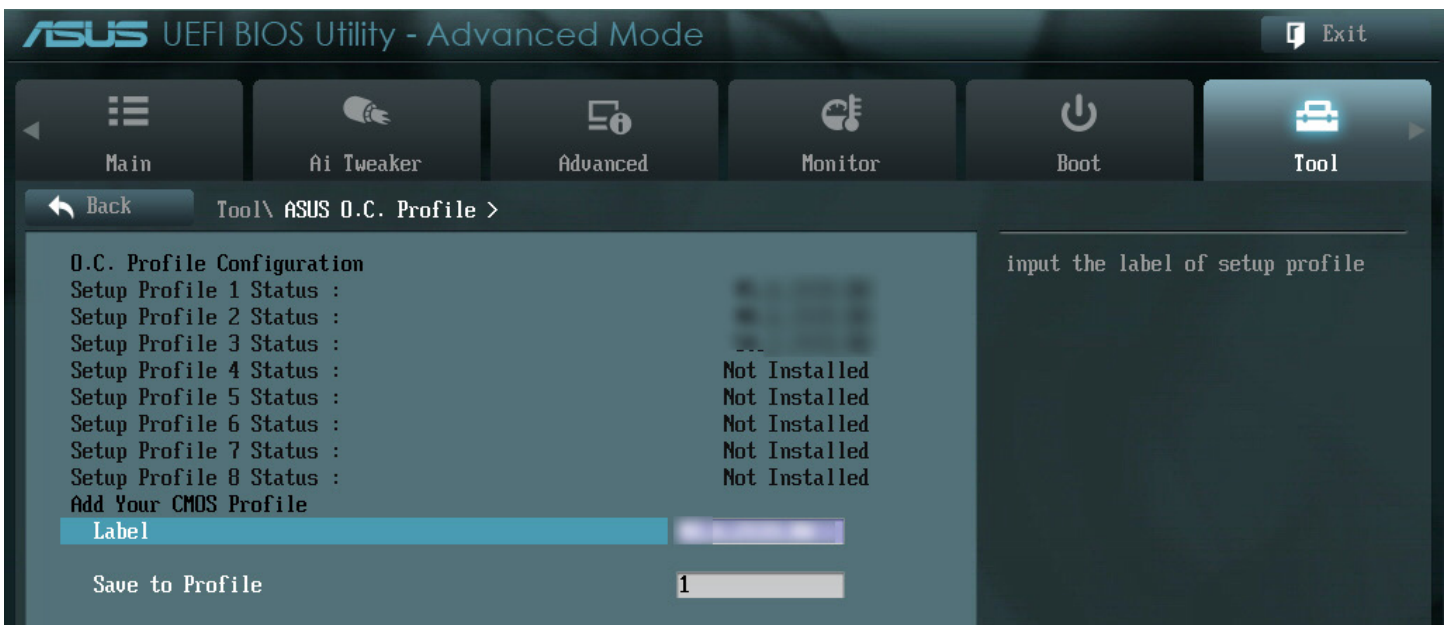 ASUS UEFI BIOS Utility - Advanced Mode
Exit
Main
Ai Tweaker
Advanced
Monitor
Boot
Tool
Back
Tool\ ASUS O.C. Profile >
O.C. Profile Configuration
Setup Profile 1 Status :
Setup Profile 2 Status :
Setup Profile 3 Status :
Setup Profile 4 Status : Not Installed
Setup Profile 5 Status : Not Installed
Setup Profile 6 Status : Not Installed
Setup Profile 7 Status : Not Installed
Setup Profile 8 Status : Not Installed
Add Your CMOS Profile
Label
Save to Profile 1
input the label of setup profile